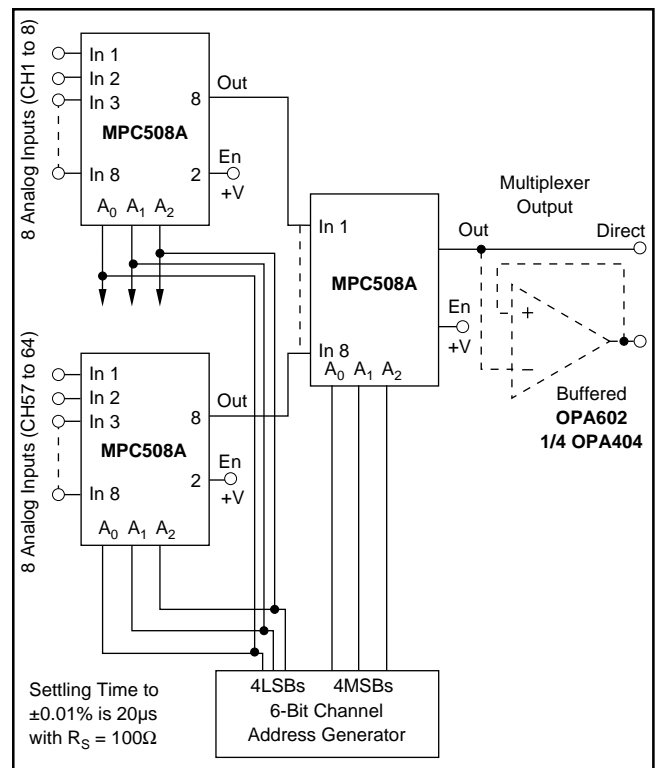 8 Analog Inputs (CH1 to 8)
In 1
In 2
In 3
In 8
MPC508A
Out
8
En
2
+V
A0 A1 A2
8 Analog Inputs (CH57 to 64)
In 1
In 2
In 3
In 8
MPC508A
Out
8
En
2
+V
A0 A1 A2
In 1
MPC508A
In 8
A0 A1 A2
Multiplexer
Output
Out
Direct
En
+V
+
–
Buffered
OPA602
1/4 OPA404
4LSBs 4MSBs
6-Bit Channel
Address Generator
Settling Time to
±0.01% is 20µs
with RS = 100Ω